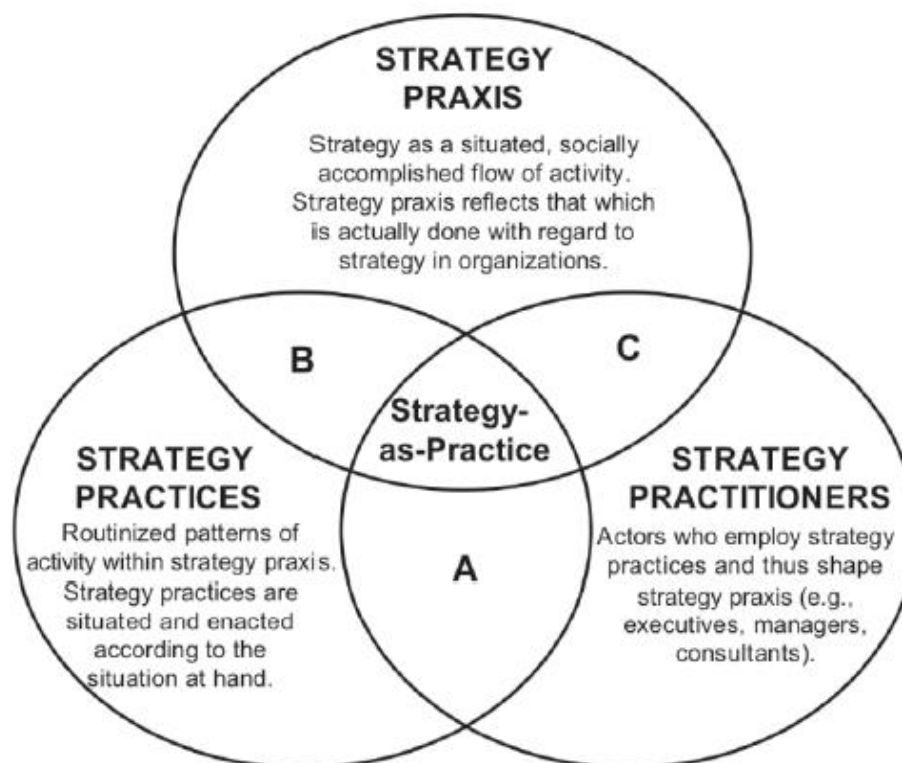 STRATEGY
PRAXIS
Strategy as a situated, socially
accomplished flow of activity.
Strategy praxis reflects that which
is actually done with regard to
strategy in organizations.
B
C
Strategy-
as-Practice
STRATEGY
PRACTICES
Routinized patterns of
activity within strategy praxis.
Strategy practices are
situated and enacted
according to the
situation at hand.
STRATEGY
PRACTITIONERS
Actors who employ strategy
practices and thus shape
strategy praxis (e.g.,
executives, managers,
consultants).
A